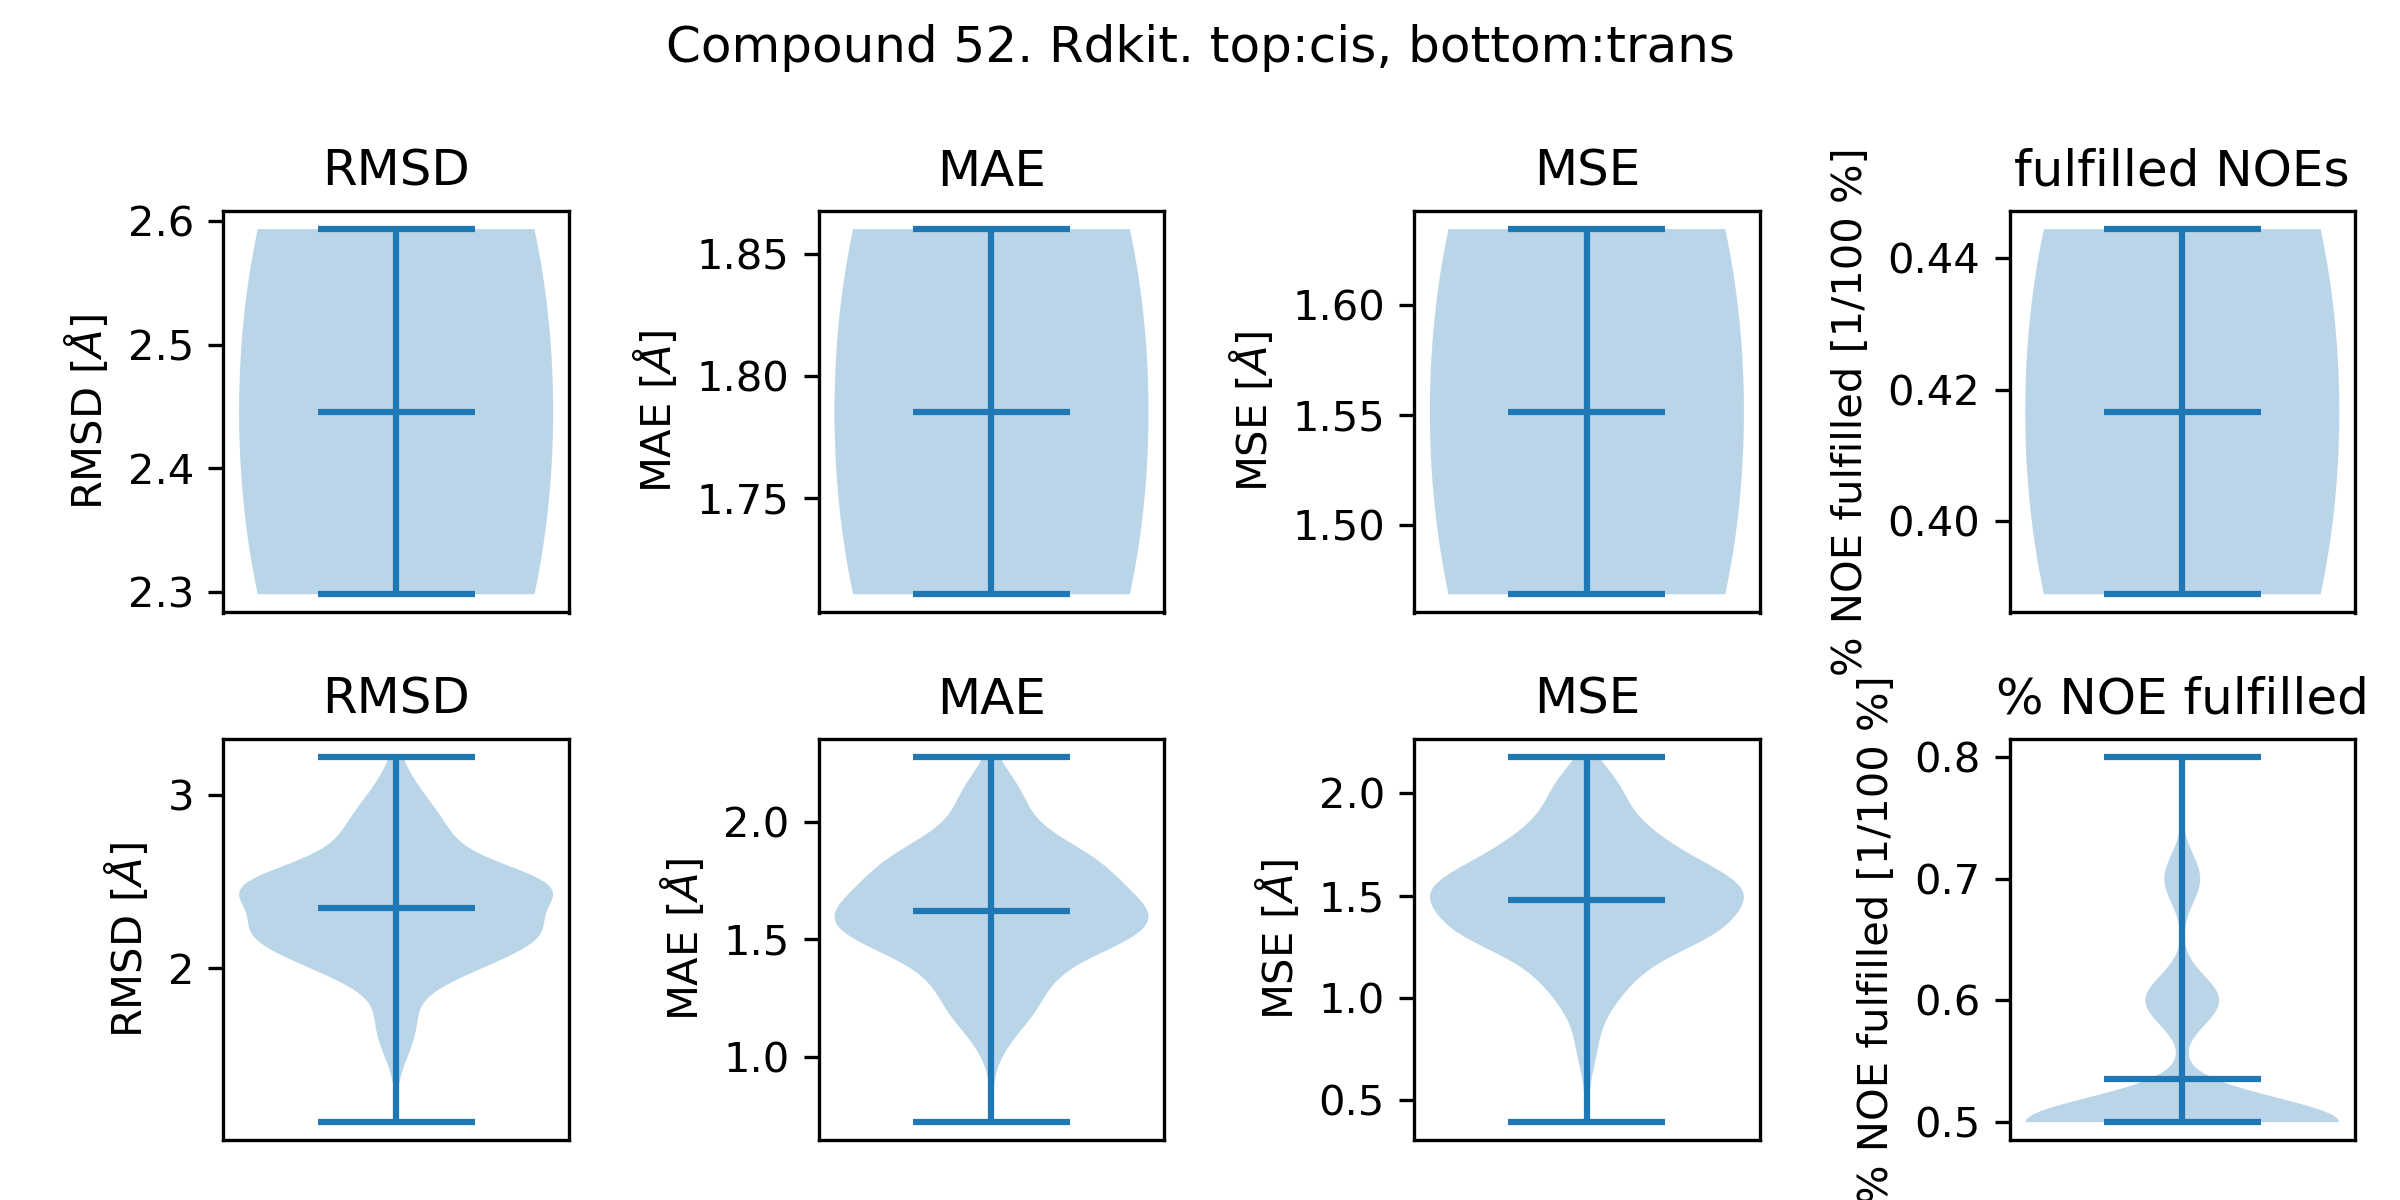 Compound 52. Rdkit. top:cis, bottom:trans
RMSD
RMSD [Å]
2.6
2.5
2.4
2.3
MAE
MAE [Å]
1.85
1.80
1.75
MSE
MSE [Å]
1.60
1.55
1.50
fulfilled NOEs
% NOE fulfilled [1/100 %]
0.44
0.42
0.40
RMSD
RMSD [Å]
3
2
MAE
MAE [Å]
2.0
1.5
1.0
MSE
MSE [Å]
2.0
1.5
1.0
0.5
% NOE fulfilled
% NOE fulfilled [1/100 %]
0.8
0.7
0.6
0.5